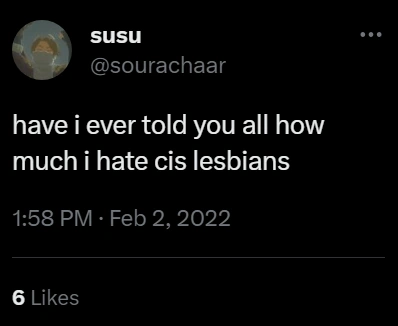 susu
@sourachaar
have i ever told you all how
much i hate cis lesbians
1:58 PM · Feb 2, 2022
6 Likes